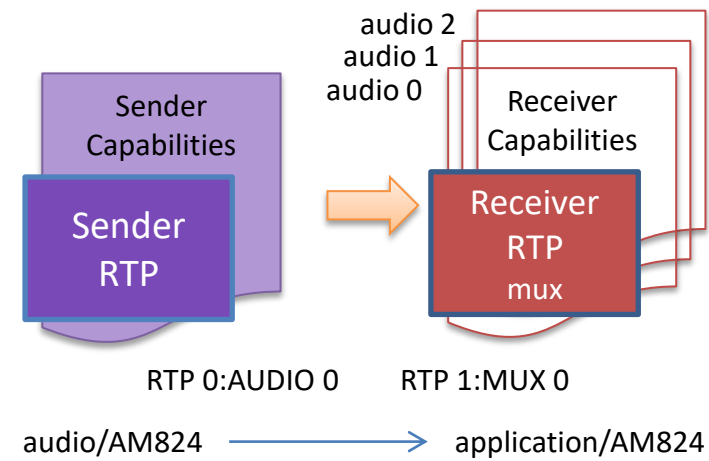 audio 2
audio 1
audio 0
Sender
Capabilities
Receiver
Capabilities
Sender
RTP
Receiver
RTP
mux
RTP 0:AUDIO 0
RTP 1:MUX 0
audio/AM824
application/AM824